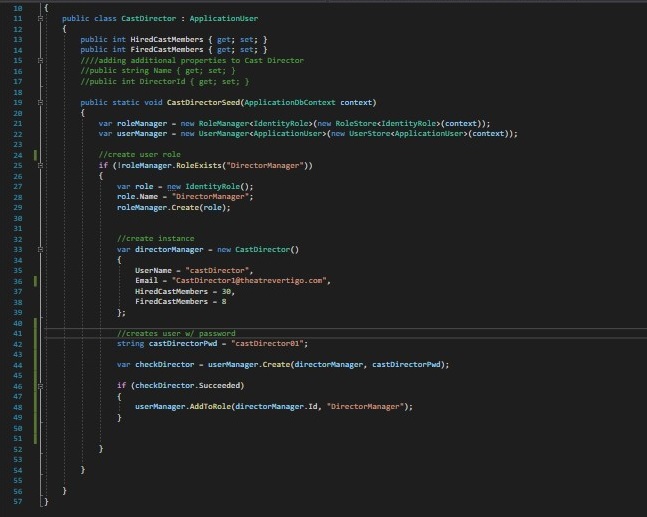 10 {
11 public class CastDirector : ApplicationUser
12 {
13 public int HiredCastMembers { get; set; }
14 public int FiredCastMembers { get; set; }
15 ////adding additional properties to Cast Director
16 //public string Name { get; set; }
17 //public int DirectorId { get; set; }
18
19 public static void CastDirectorSeed(ApplicationDbContext context)
20 {
21 var roleManager = new RoleManager<IdentityRole>(new RoleStore<IdentityRole>(context));
22 var userManager = new UserManager<ApplicationUser>(new UserStore<ApplicationUser>(context));
23
24 //create user role
25 if (!roleManager.RoleExists("DirectorManager"))
26 {
27 var role = new IdentityRole();
28 role.Name = "DirectorManager";
29 roleManager.Create(role);
30
31
32 //create instance
33 var directorManager = new CastDirector()
34 {
35 UserName = "castDirector",
36 Email = "CastDirector1@theatrevertigo.com",
37 HiredCastMembers = 30,
38 FiredCastMembers = 8
39 };
40
41 //creates user w/ password
42 string castDirectorPwd = "castDirector01";
43
44 var checkDirector = userManager.Create(directorManager, castDirectorPwd);
45
46 if (checkDirector.Succeeded)
47 {
48 userManager.AddToRole(directorManager.Id, "DirectorManager");
49 }
50
51
52 }
53
54 }
55
56 }
57 }